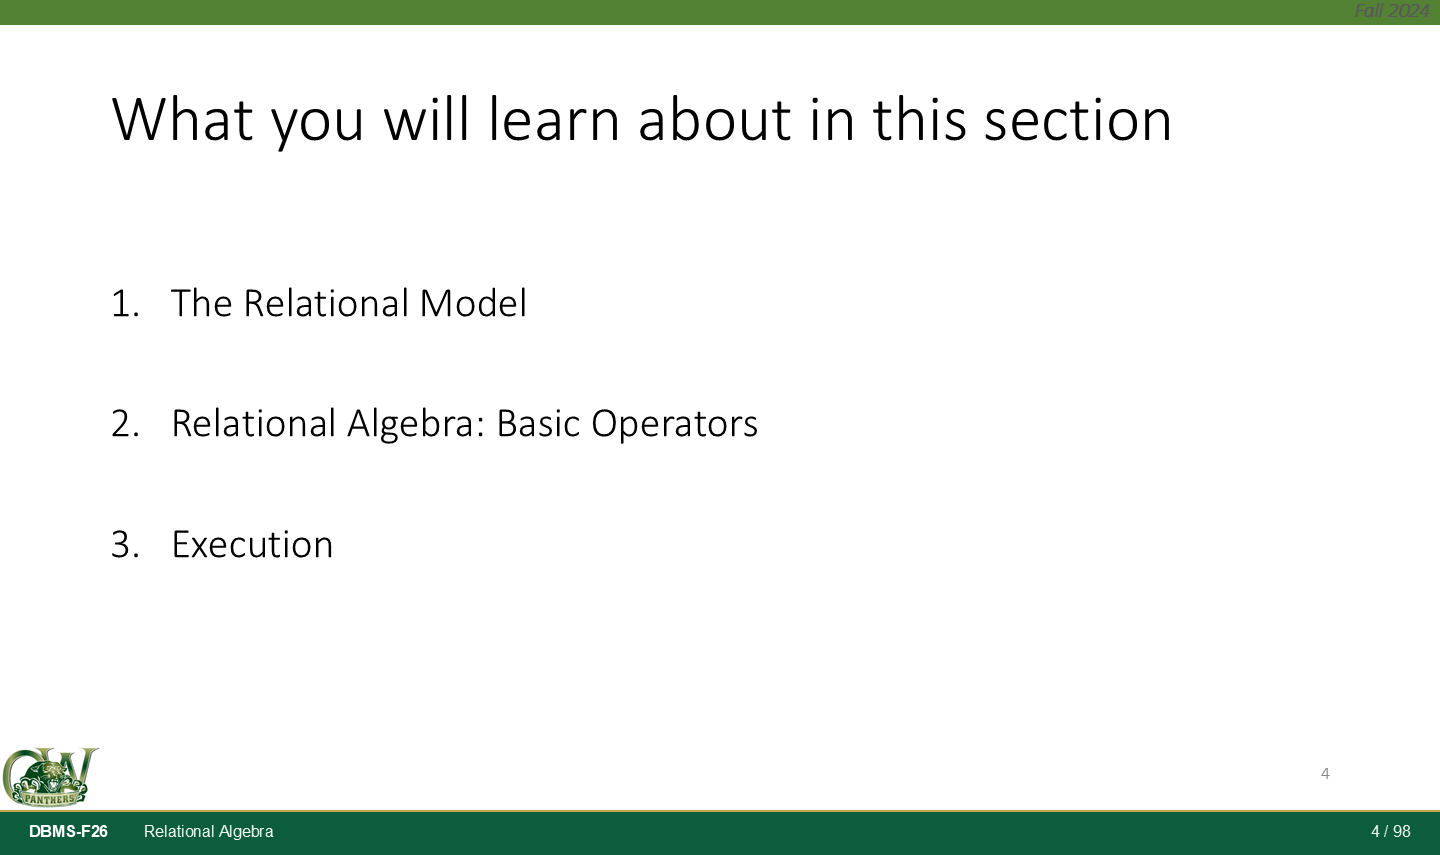 Fall 2024
What you will learn about in this section
1. The Relational Model
2. Relational Algebra: Basic Operators
3. Execution
OW
PANTHERS
4
DBMS-F26 Relational Algebra 4 / 98